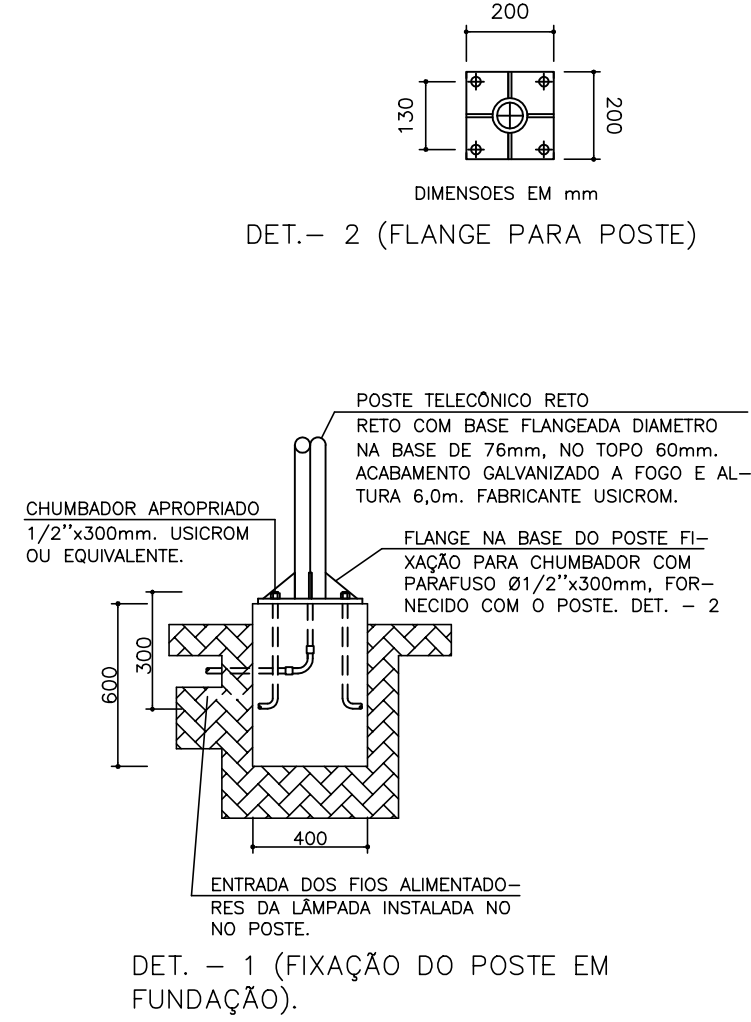 200
130
200
DIMENSOES EM mm
DET.– 2 (FLANGE PARA POSTE)
POSTE TELECÔNICO RETO
RETO COM BASE FLANGEADA DIAMETRO
NA BASE DE 76mm, NO TOPO 60mm.
ACABAMENTO GALVANIZADO A FOGO E AL–
TURA 6,0m. FABRICANTE USICROM.
CHUMBADOR APROPRIADO
1/2''x300mm. USICROM
OU EQUIVALENTE.
FLANGE NA BASE DO POSTE FI–
XAÇÃO PARA CHUMBADOR COM
PARAFUSO Ø1/2''x300mm, FOR–
NECIDO COM O POSTE. DET. – 2
300
600
400
ENTRADA DOS FIOS ALIMENTADO–
RES DA LÂMPADA INSTALADA NO
NO POSTE.
DET. – 1 (FIXAÇÃO DO POSTE EM
FUNDAÇÃO).